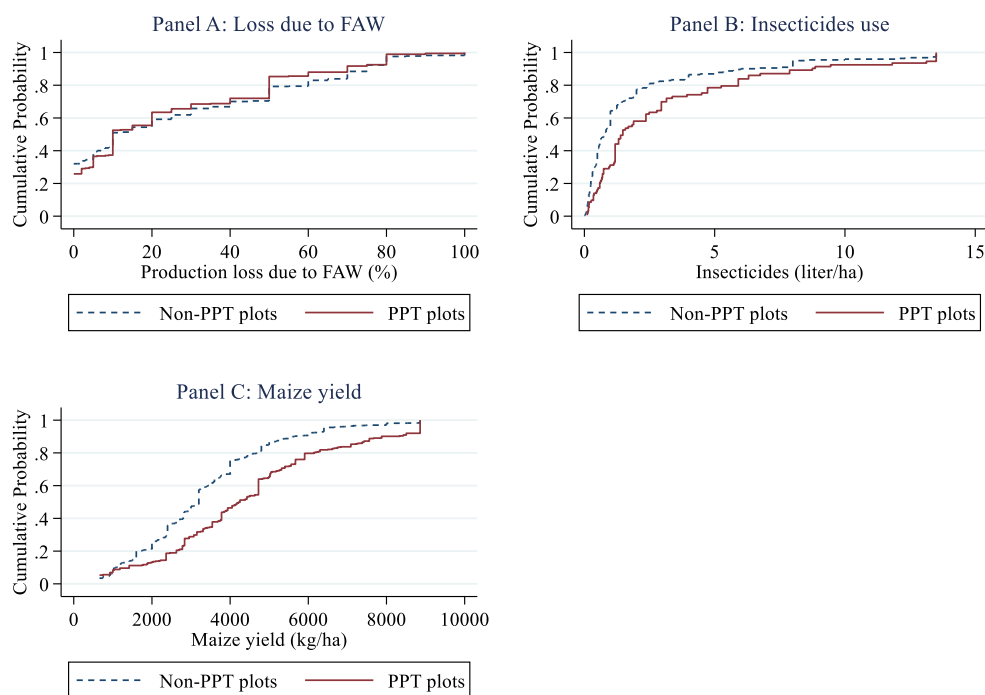 Panel A: Loss due to FAW
Cumulative Probability
1
.8
.6
.4
.2
0
0 20 40 60 80 100
Production loss due to FAW (%)
Non-PPT plots PPT plots
Panel B: Insecticides use
Cumulative Probability
1
.8
.6
.4
.2
0
0 5 10 15
Insecticides (liter/ha)
Non-PPT plots PPT plots
Panel C: Maize yield
Cumulative Probability
1
.8
.6
.4
.2
0
0 2000 4000 6000 8000 10000
Maize yield (kg/ha)
Non-PPT plots PPT plots